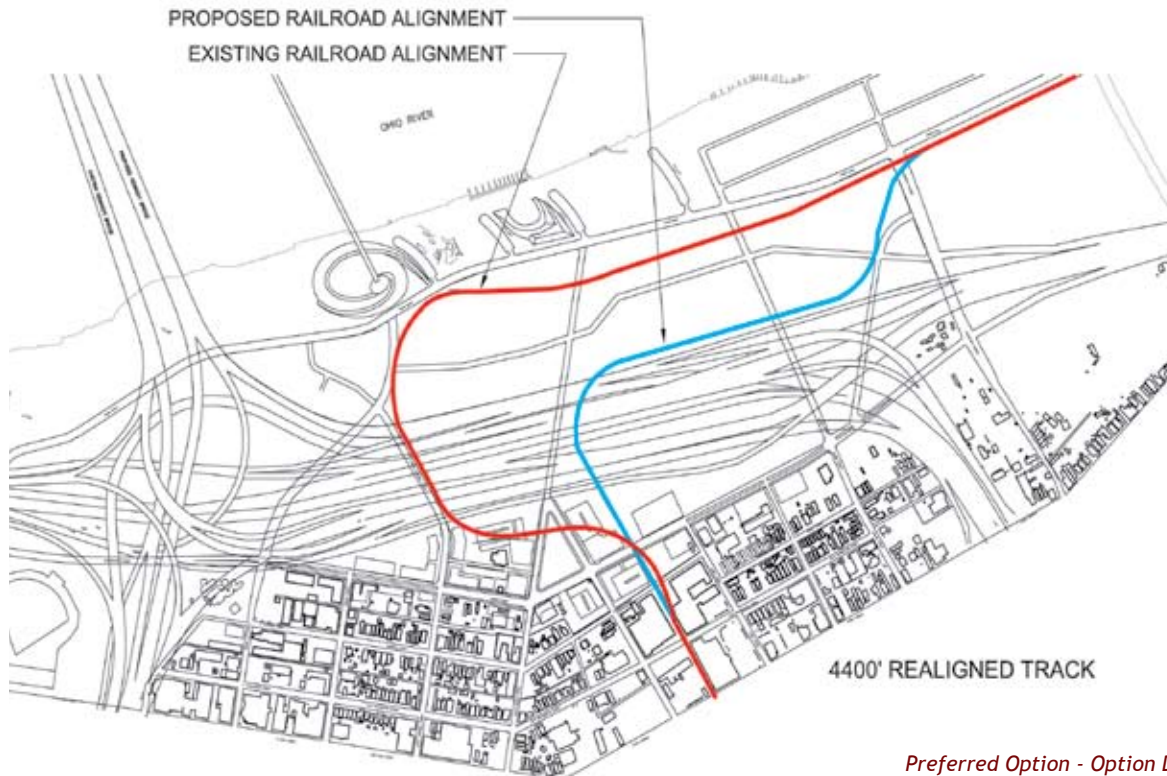 PROPOSED RAILROAD ALIGNMENT
EXISTING RAILROAD ALIGNMENT
OHIO RIVER
4400' REALIGNED TRACK
Preferred Option - Option